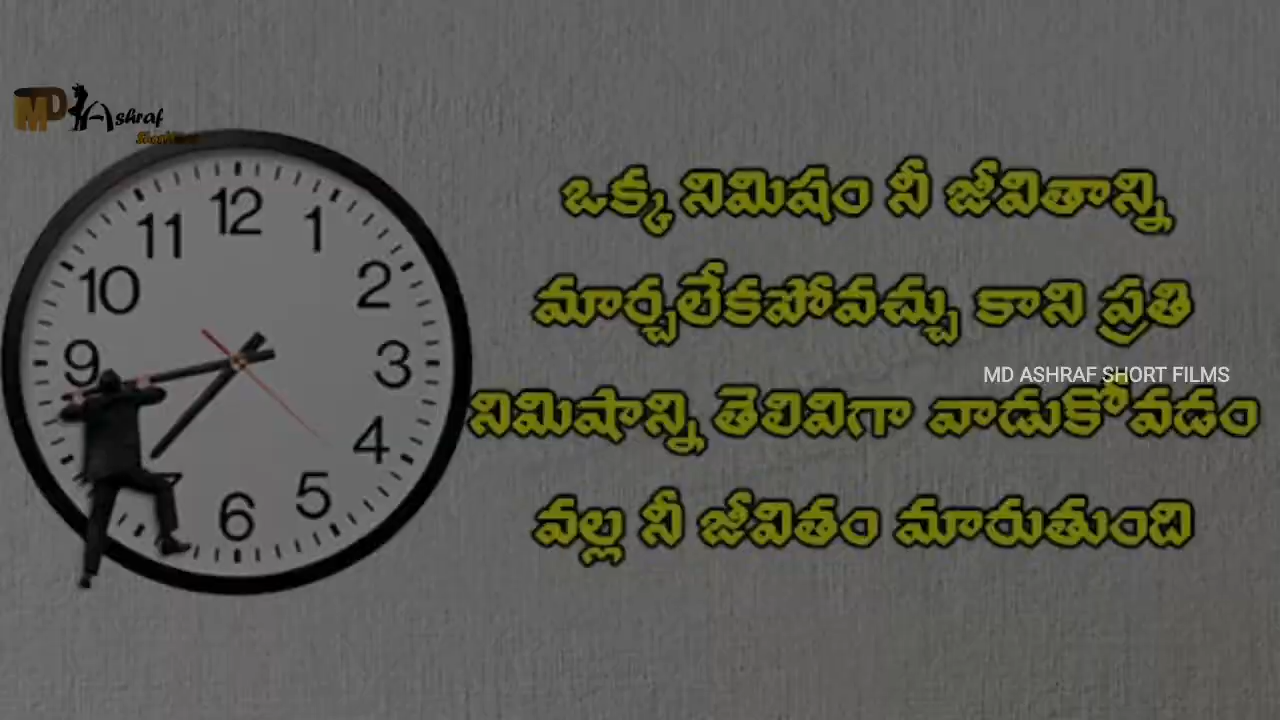 MD Ashraf
12
11
1
10
2
9
3
4
5
6
ఒక్క నిమిషం నీ జీవితాన్ని
మార్చలేకపోవచ్చు కాని ప్రతి
MD ASHRAF SHORT FILMS
నిమిషాన్ని తెలివిగా వాడుకోవడం
వల్ల నీ జీవితం మారుతుంది